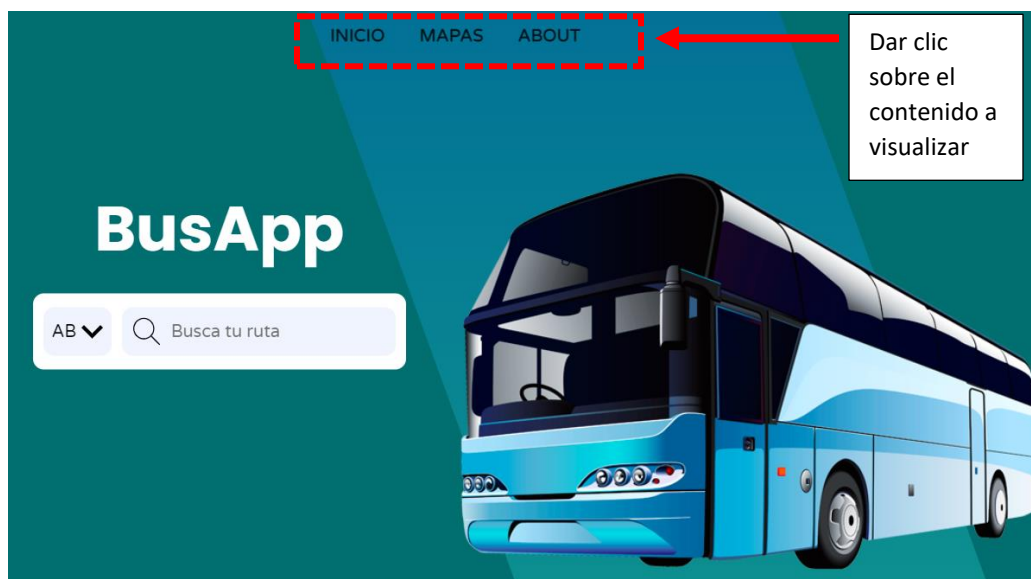 INICIO MAPAS ABOUT
Dar clic
sobre el
contenido a
visualizar
BusApp
AB
Busca tu ruta